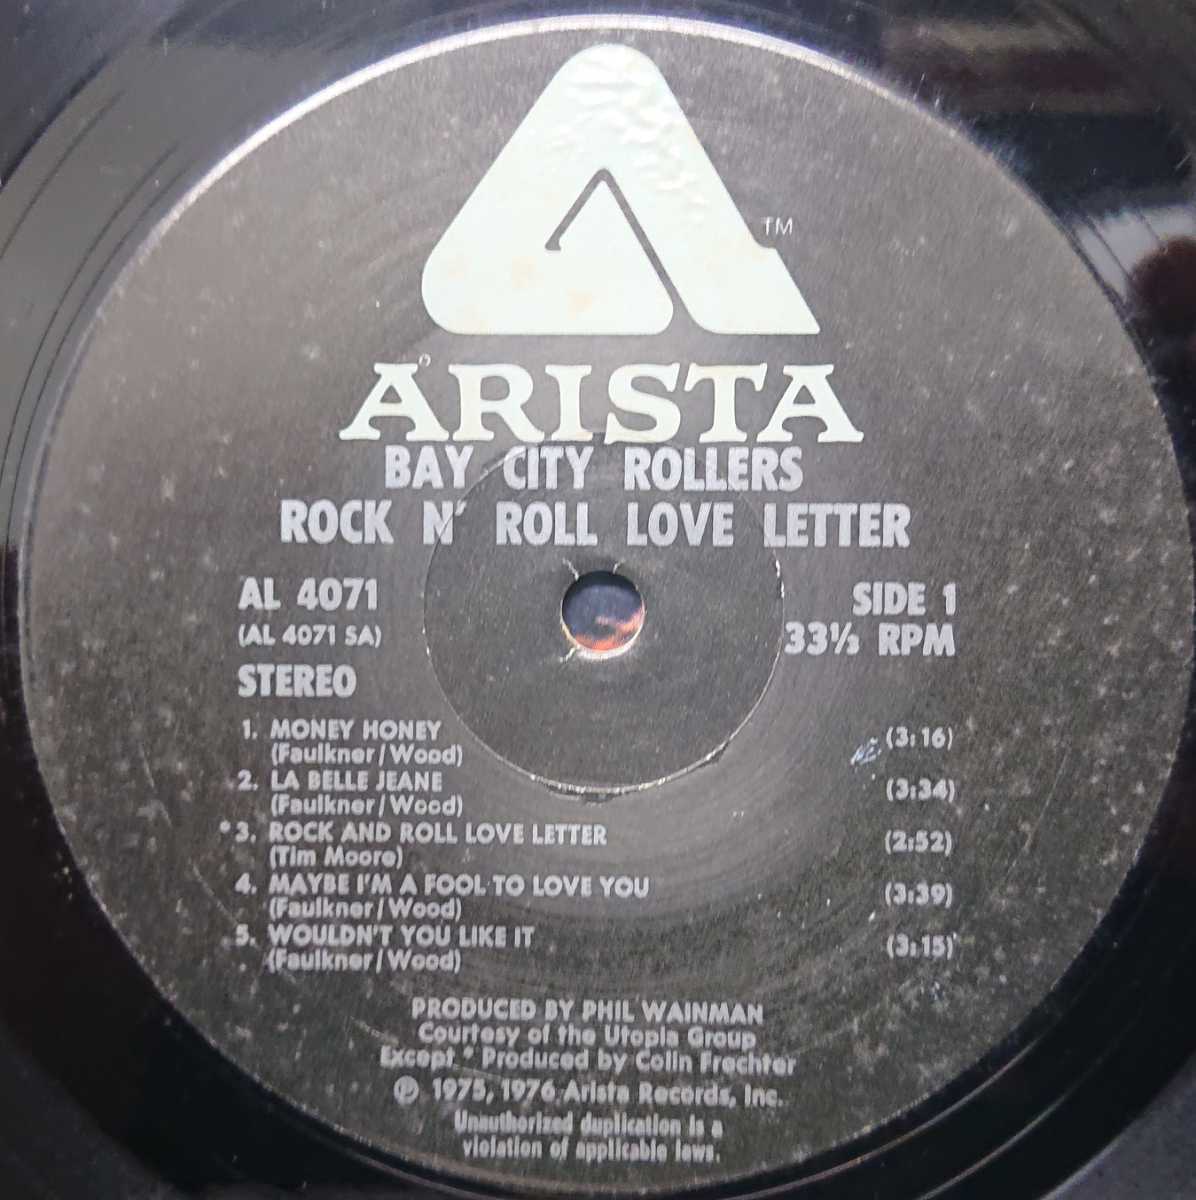 TM
ARISTA
BAY CITY ROLLERS
ROCK N' ROLL LOVE LETTER
AL 4071 SIDE 1
(AL 4071 SA) 33⅓ RPM
STEREO
1. MONEY HONEY (3:16)
(Faulkner/Wood)
2. LA BELLE JEANE (3:34)
(Faulkner/Wood)
*3. ROCK AND ROLL LOVE LETTER (2:52)
(Tim Moore)
4. MAYBE I'M A FOOL TO LOVE YOU (3:39)
(Faulkner/Wood)
5. WOULDN'T YOU LIKE IT (3:15)
(Faulkner/Wood)
PRODUCED BY PHIL WAINMAN
Courtesy of the Utopia Group
Except * Produced by Colin Frechter
℗ 1975, 1976 Arista Records, Inc.
Unauthorized duplication is a
violation of applicable laws.